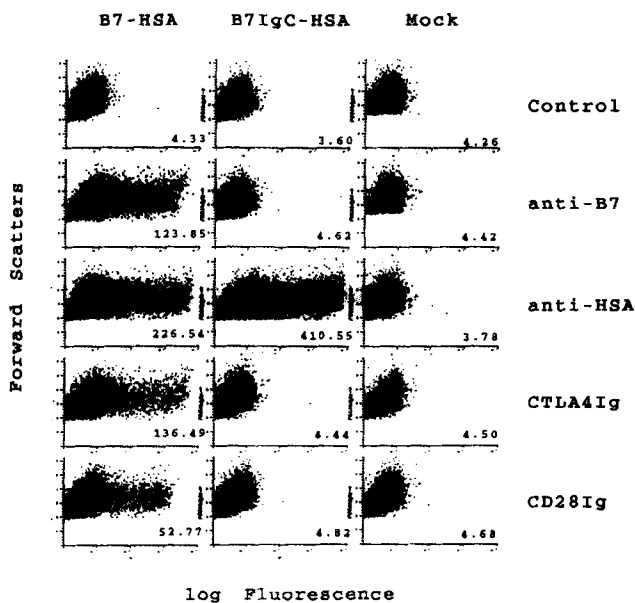 B7-HSA B7IgC-HSA Mock
4.33 3.60 4.26 Control
123.85 4.62 4.42 anti-B7
226.54 410.55 3.78 anti-HSA
136.49 4.44 4.50 CTLA4Ig
52.77 4.82 4.68 CD28Ig
Forward Scatters
log Fluorescence